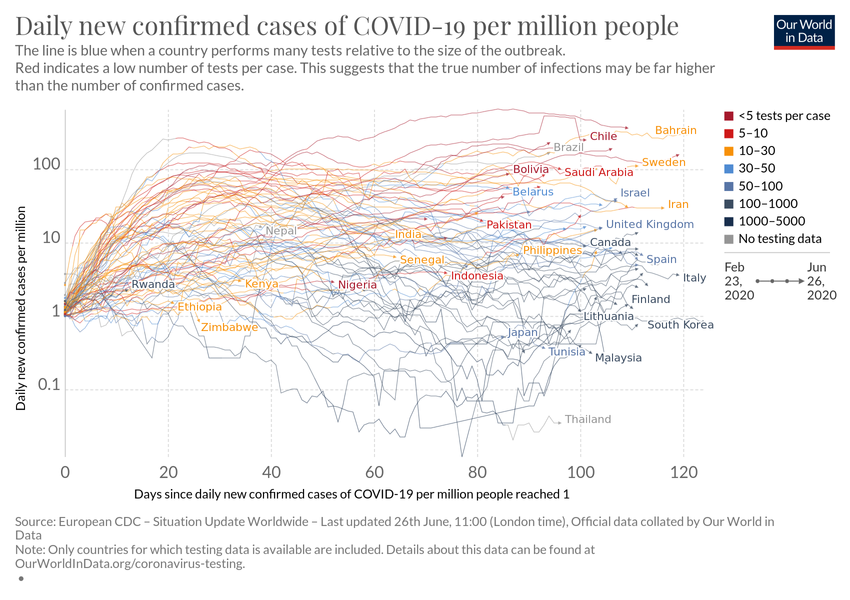 Daily new confirmed cases of COVID-19 per million people
Our World
in Data
The line is blue when a country performs many tests relative to the size of the outbreak.
Red indicates a low number of tests per case. This suggests that the true number of infections may be far higher
than the number of confirmed cases.
Daily new confirmed cases per million
100
10
1
0.1
Chile
Bahrain
Brazil
Sweden
Bolivia
Saudi Arabia
Belarus
Israel
Iran
Pakistan
United Kingdom
Nepal
India
Canada
Philippines
Senegal
Spain
Indonesia
Italy
Rwanda
Kenya
Nigeria
Finland
Ethiopia
Lithuania
Zimbabwe
South Korea
Japan
Tunisia
Malaysia
Thailand
<5 tests per case
5–10
10–30
30–50
50–100
100–1000
1000–5000
No testing data
Feb
23,
2020
Jun
26,
2020
0
20
40
60
80
100
120
Days since daily new confirmed cases of COVID-19 per million people reached 1
Source: European CDC – Situation Update Worldwide – Last updated 26th June, 11:00 (London time), Official data collated by Our World in
Data
Note: Only countries for which testing data is available are included. Details about this data can be found at
OurWorldInData.org/coronavirus-testing.